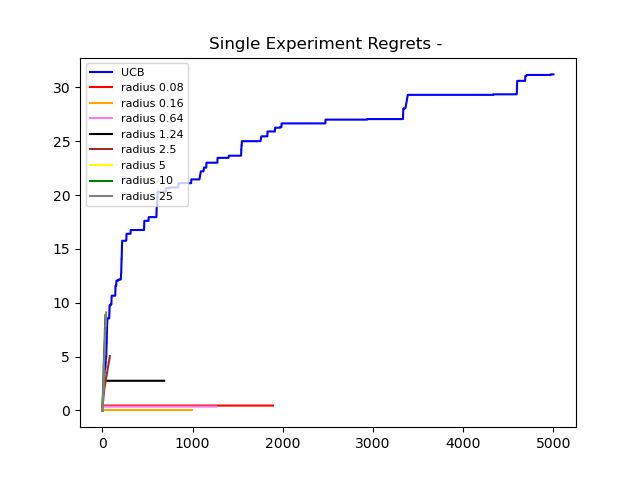 Single Experiment Regrets -
UCB
radius 0.08
radius 0.16
radius 0.64
radius 1.24
radius 2.5
radius 5
radius 10
radius 25
30
25
20
15
10
5
0
0 1000 2000 3000 4000 5000